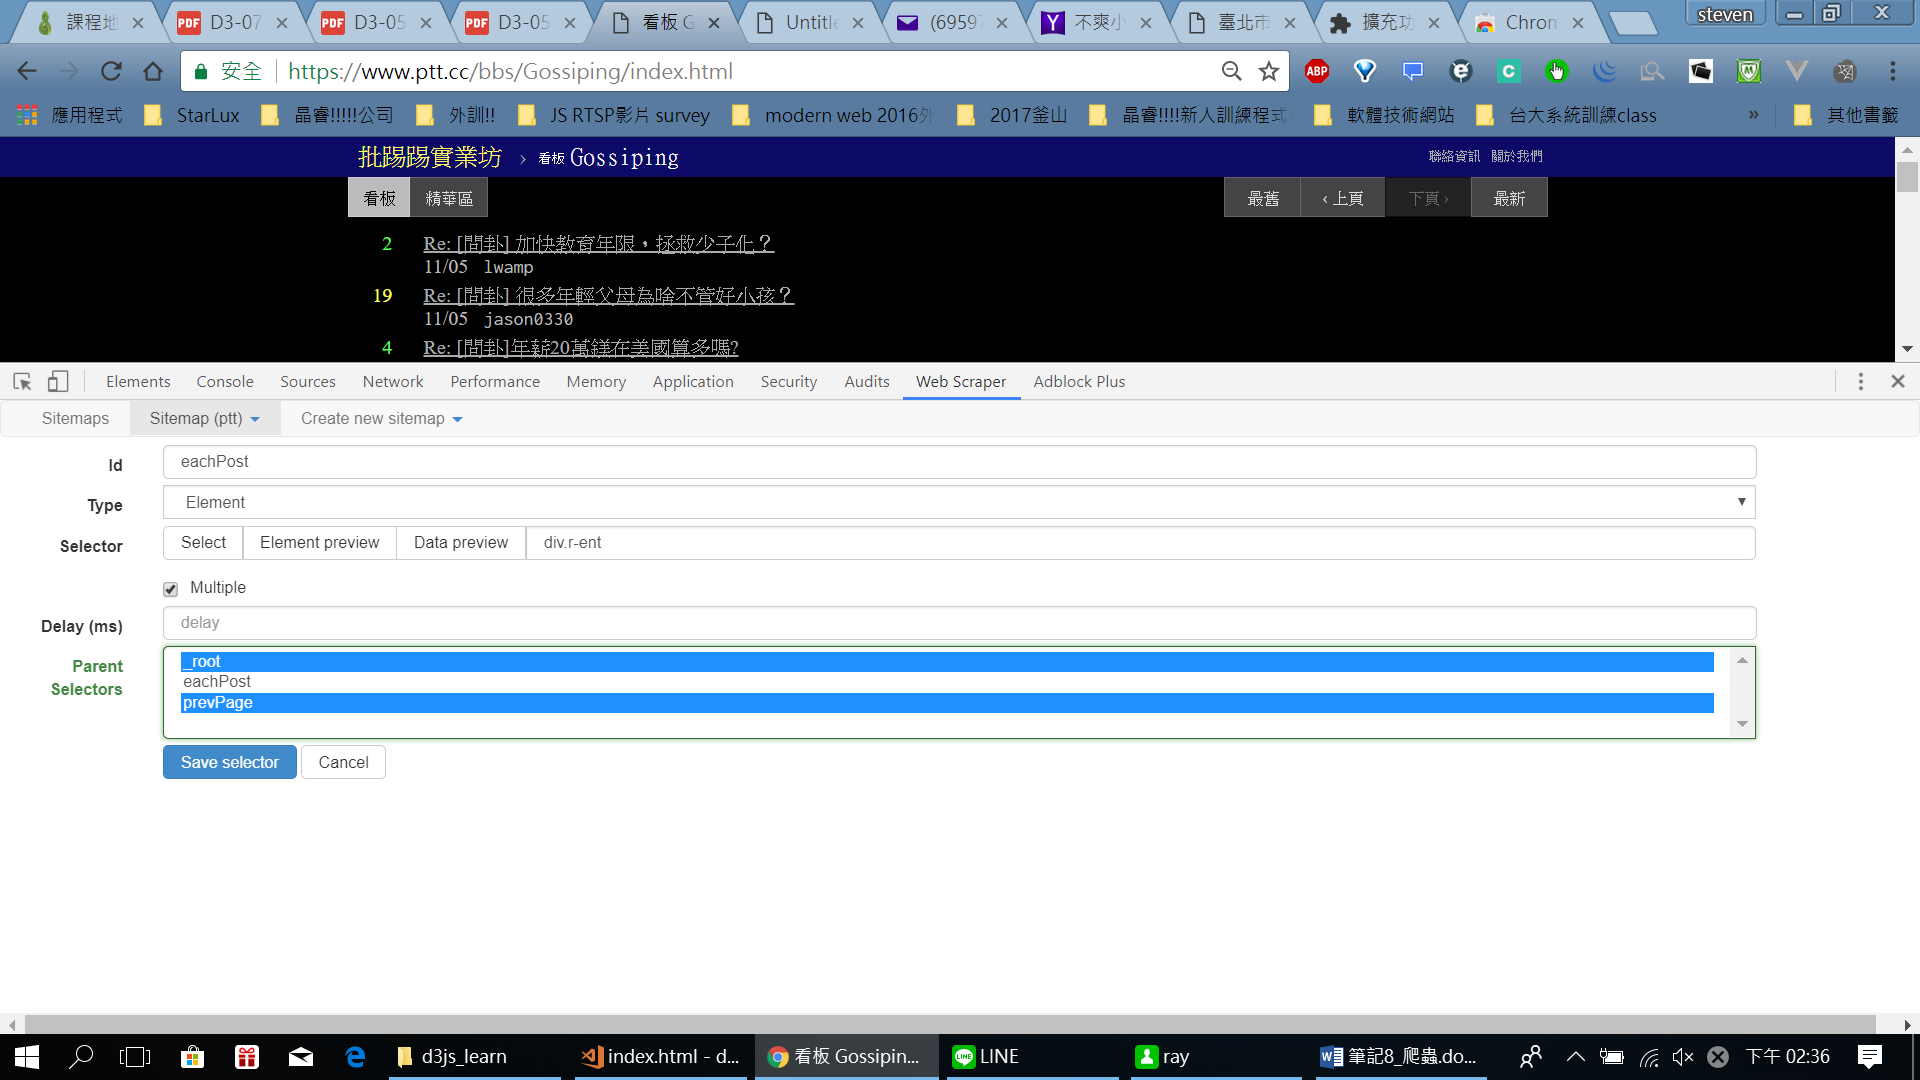 課程地
D3-07
D3-05
D3-05
看板 G
Untitle
(6959
不爽小
臺北市
擴充功
Chrom
steven
安全
https://www.ptt.cc/bbs/Gossiping/index.html
ABP
應用程式
StarLux
晶睿!!!!!公司
外訓!!
JS RTSP影片 survey
modern web 2016外
2017釜山
晶睿!!!!新人訓練程式
軟體技術網站
台大系統訓練class
»
其他書籤
批踢踢實業坊 › 看板 Gossiping
聯絡資訊 關於我們
看板 精華區
最舊 ‹ 上頁 下頁 › 最新
2 Re: [問卦] 加快教育年限，拯救少子化？
11/05 lwamp
19 Re: [問卦] 很多年輕父母為啥不管好小孩？
11/05 jason0330
4 Re: [問卦]年薪20萬鎂在美國算多嗎?
Elements Console Sources Network Performance Memory Application Security Audits Web Scraper Adblock Plus
Sitemaps Sitemap (ptt) Create new sitemap
Id eachPost
Type Element
Selector Select Element preview Data preview div.r-ent
Multiple
Delay (ms) delay
Parent Selectors
_root
eachPost
prevPage
Save selector Cancel
d3js_learn
index.html - d...
看板 Gossipin...
LINE
ray
筆記8_爬蟲.do...
下午 02:36